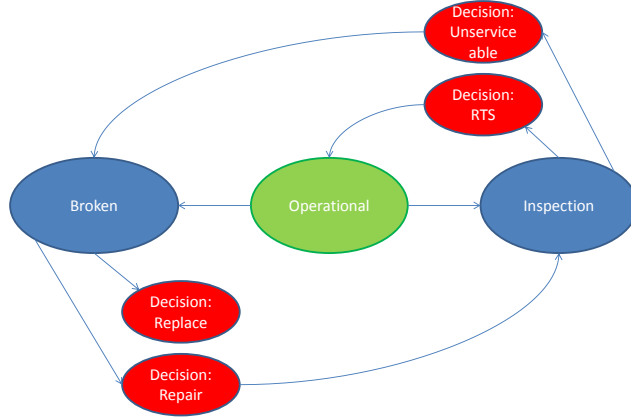 Decision:
Unservice
able
Decision:
RTS
Broken
Operational
Inspection
Decision:
Replace
Decision:
Repair